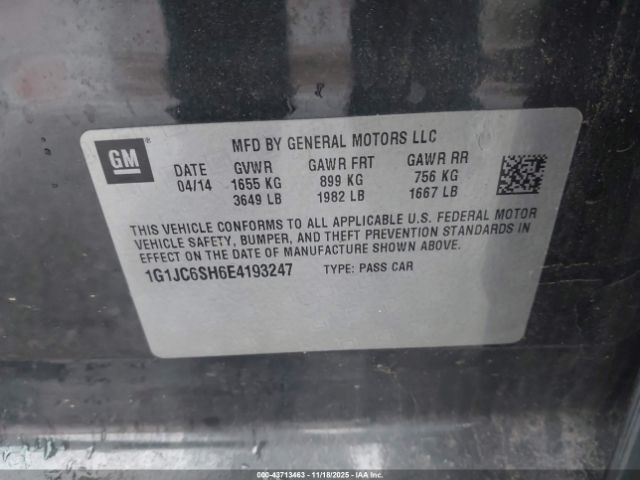 GM
®
MFD BY GENERAL MOTORS LLC
DATE GVWR GAWR FRT GAWR RR
04/14 1655 KG 899 KG 756 KG
3649 LB 1982 LB 1667 LB
THIS VEHICLE CONFORMS TO ALL APPLICABLE U.S. FEDERAL MOTOR
VEHICLE SAFETY, BUMPER, AND THEFT PREVENTION STANDARDS IN
EFFECT ON THE DATE OF MANUFACTURE SHOWN ABOVE.
1G1JC6SH6E4193247 TYPE: PASS CAR
000-43713463 - 11/18/2025 - IAAI.COM